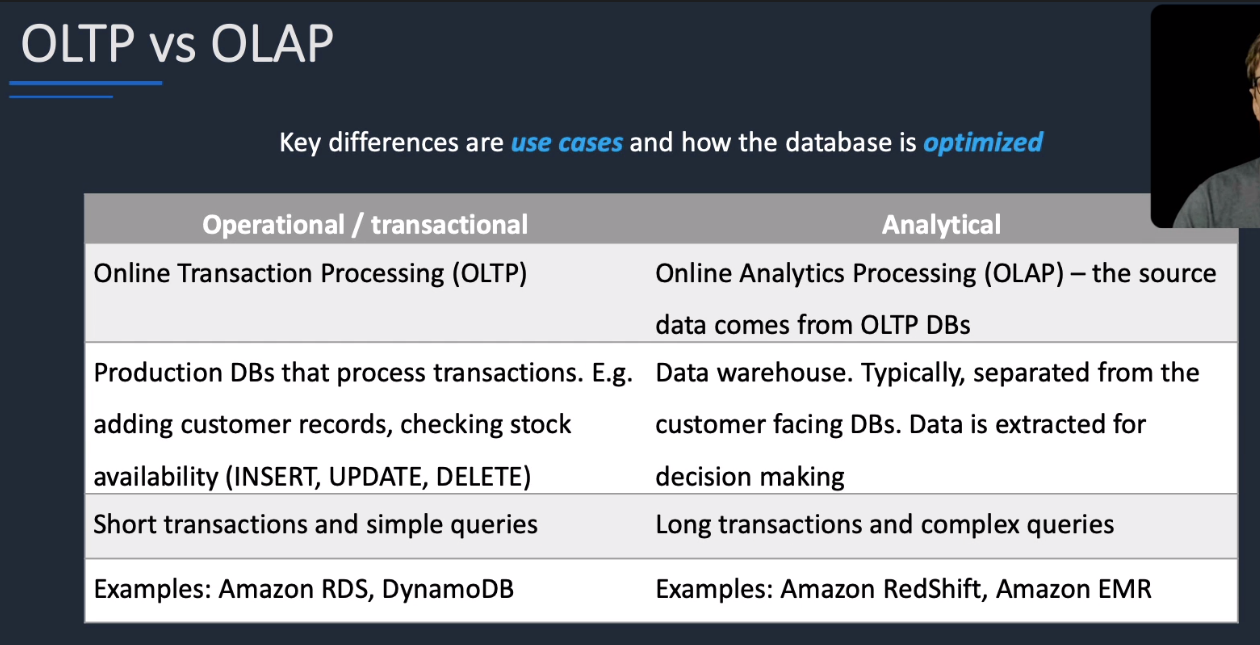 OLTP vs OLAP
Key differences are use cases and how the database is optimized
Operational / transactional
Analytical
Online Transaction Processing (OLTP)
Online Analytics Processing (OLAP) – the source
data comes from OLTP DBs
Production DBs that process transactions. E.g.
adding customer records, checking stock
availability (INSERT, UPDATE, DELETE)
Data warehouse. Typically, separated from the
customer facing DBs. Data is extracted for
decision making
Short transactions and simple queries
Long transactions and complex queries
Examples: Amazon RDS, DynamoDB
Examples: Amazon RedShift, Amazon EMR